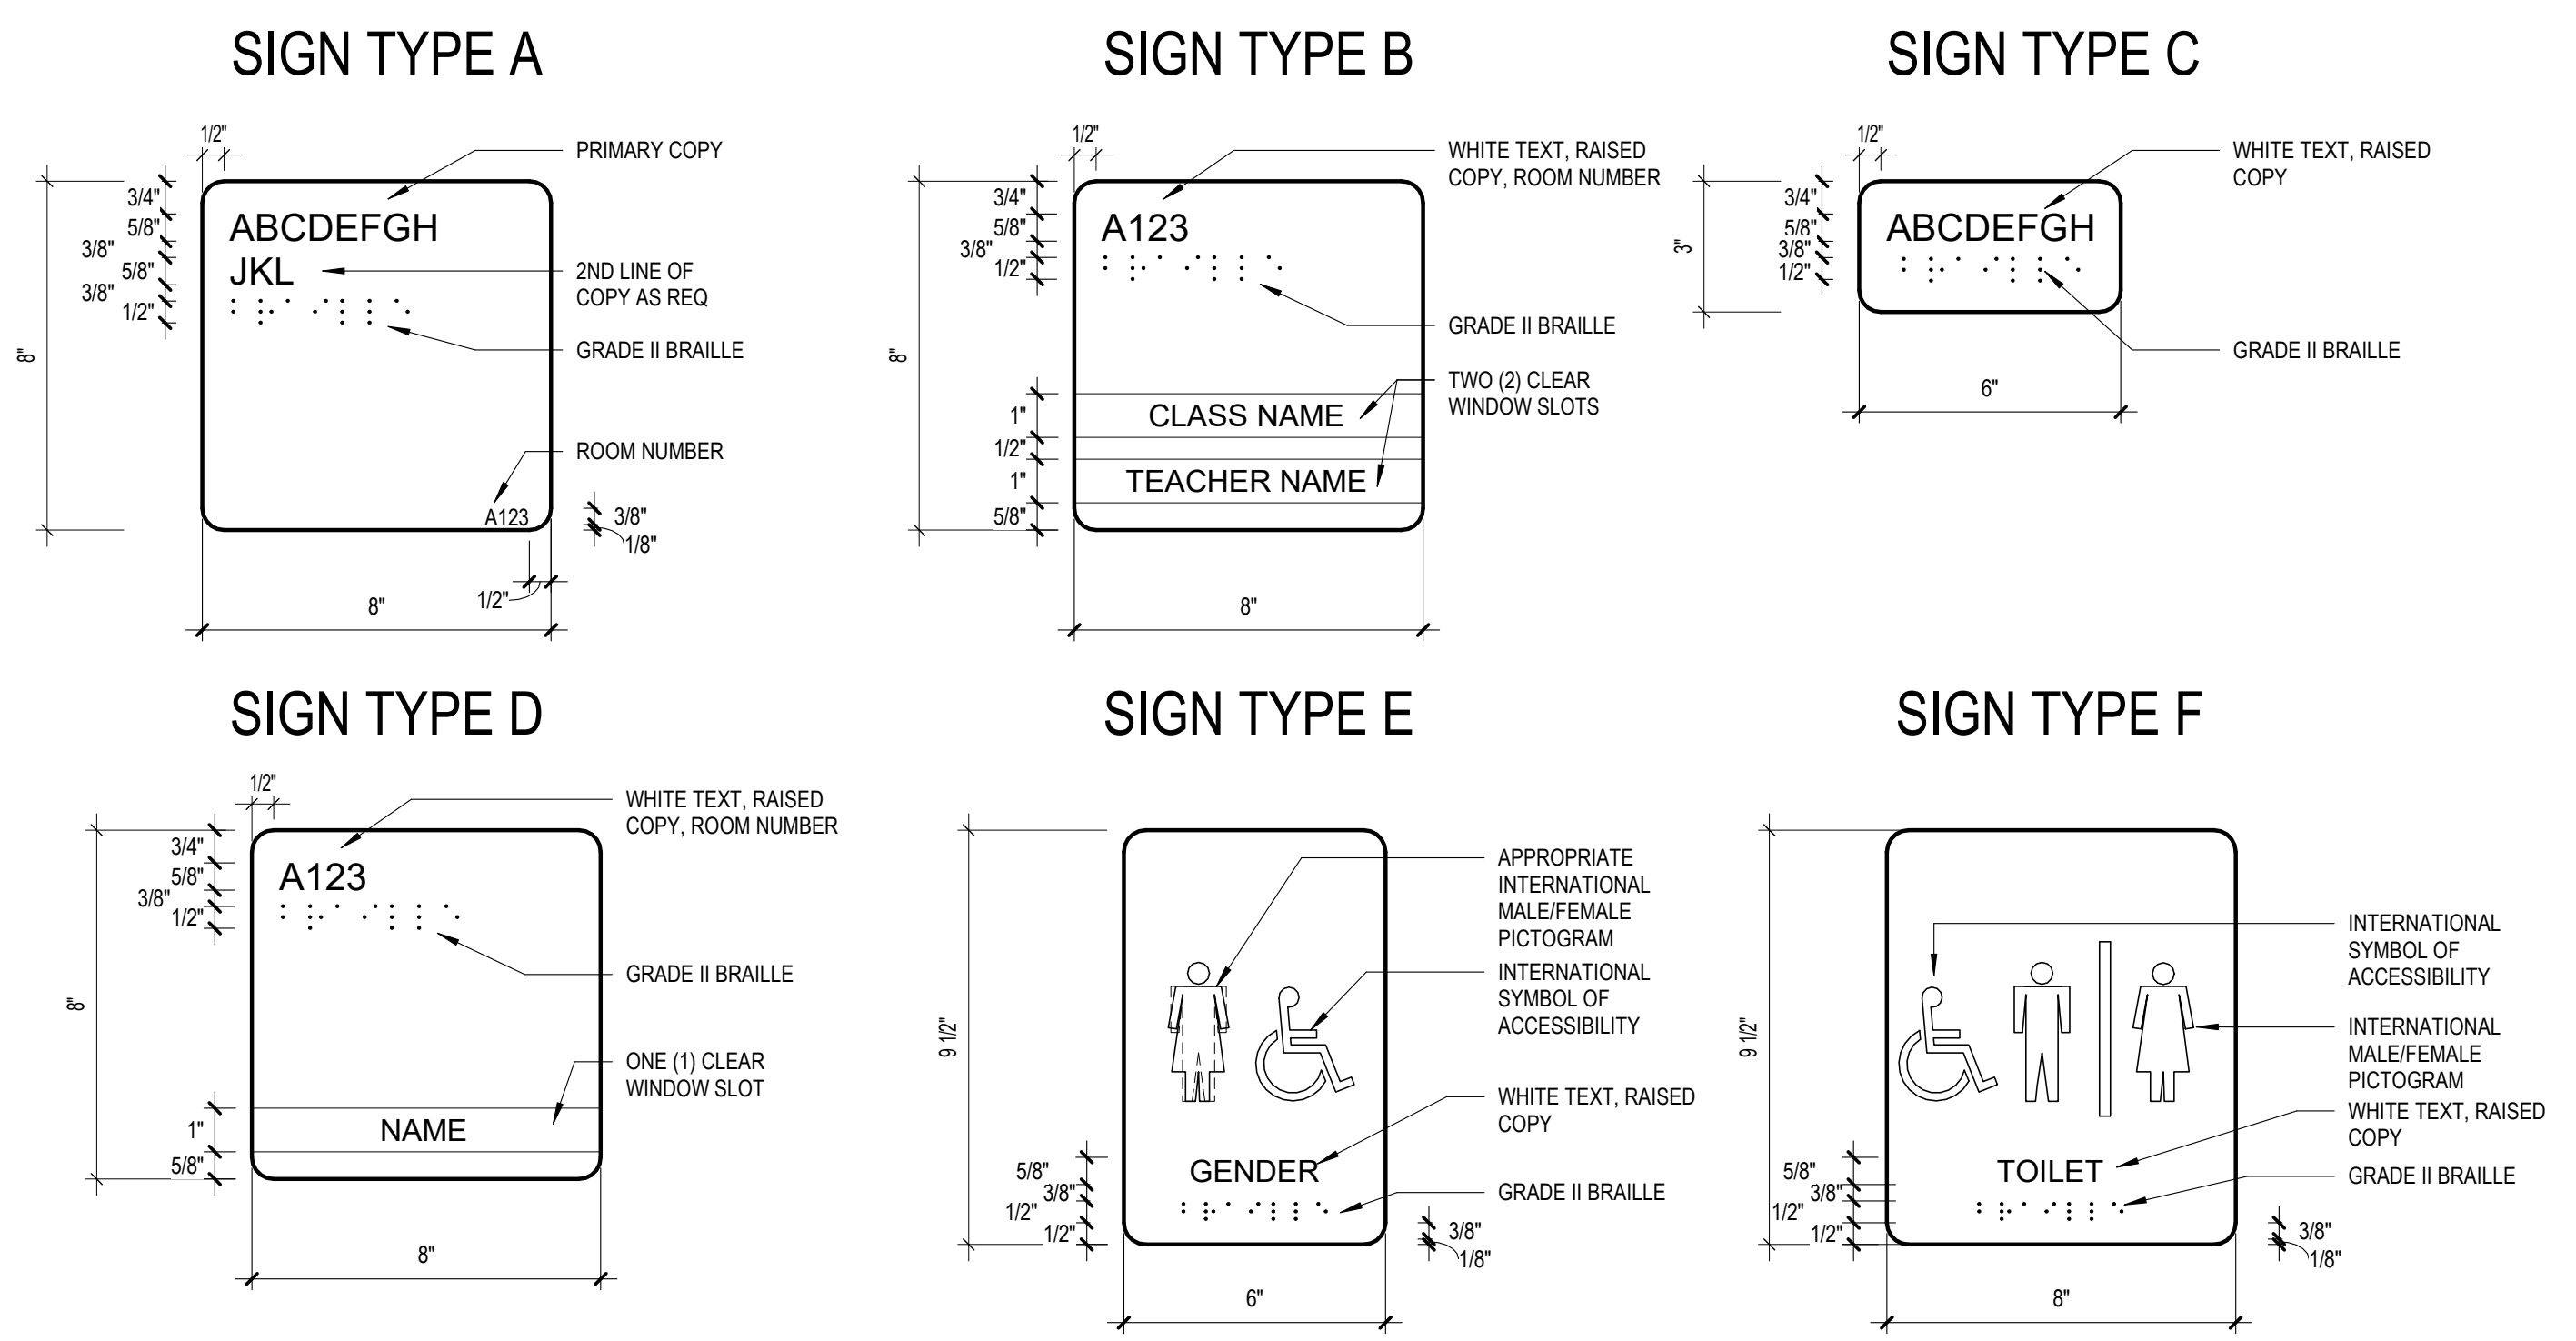 SIGN TYPE A
1/2"
PRIMARY COPY
3/4"
ABCDEFGH
5/8"
3/8"
JKL
5/8"
2ND LINE OF
COPY AS REQ
3/8"
1/2"
GRADE II BRAILLE
8"
ROOM NUMBER
A123
3/8"
1/8"
1/2"
8"
SIGN TYPE B
1/2"
WHITE TEXT, RAISED
COPY, ROOM NUMBER
3/4"
A123
5/8"
3/8"
1/2"
GRADE II BRAILLE
8"
TWO (2) CLEAR
WINDOW SLOTS
1"
CLASS NAME
1/2"
1"
TEACHER NAME
5/8"
8"
SIGN TYPE C
1/2"
WHITE TEXT, RAISED
COPY
3/4"
5/8"
ABCDEFGH
3/8"
3"
1/2"
GRADE II BRAILLE
6"
SIGN TYPE D
1/2"
WHITE TEXT, RAISED
COPY, ROOM NUMBER
3/4"
5/8"
A123
3/8"
1/2"
GRADE II BRAILLE
8"
ONE (1) CLEAR
WINDOW SLOT
1"
NAME
5/8"
8"
SIGN TYPE E
APPROPRIATE
INTERNATIONAL
MALE/FEMALE
PICTOGRAM
INTERNATIONAL
SYMBOL OF
ACCESSIBILITY
9 1/2"
WHITE TEXT, RAISED
COPY
5/8"
GENDER
3/8"
GRADE II BRAILLE
1/2"
1/2"
3/8"
1/8"
6"
SIGN TYPE F
INTERNATIONAL
SYMBOL OF
ACCESSIBILITY
9 1/2"
INTERNATIONAL
MALE/FEMALE
PICTOGRAM
WHITE TEXT, RAISED
COPY
5/8"
TOILET
GRADE II BRAILLE
3/8"
1/2"
1/2"
3/8"
1/8"
8"